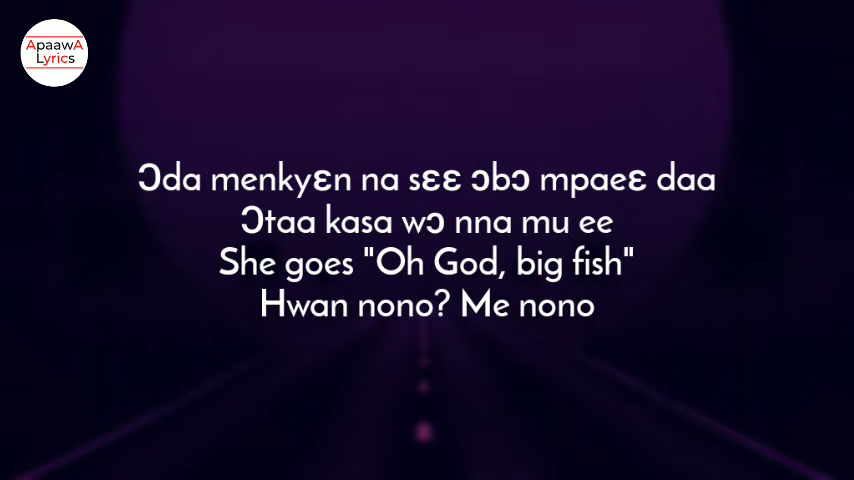 ApaawA
Lyrics
Ɔda menkyɛn na sɛɛ ɔbɔ mpaeɛ daa
Ɔtaa kasa wɔ nna mu ee
She goes "Oh God, big fish"
Hwan nono? Me nono